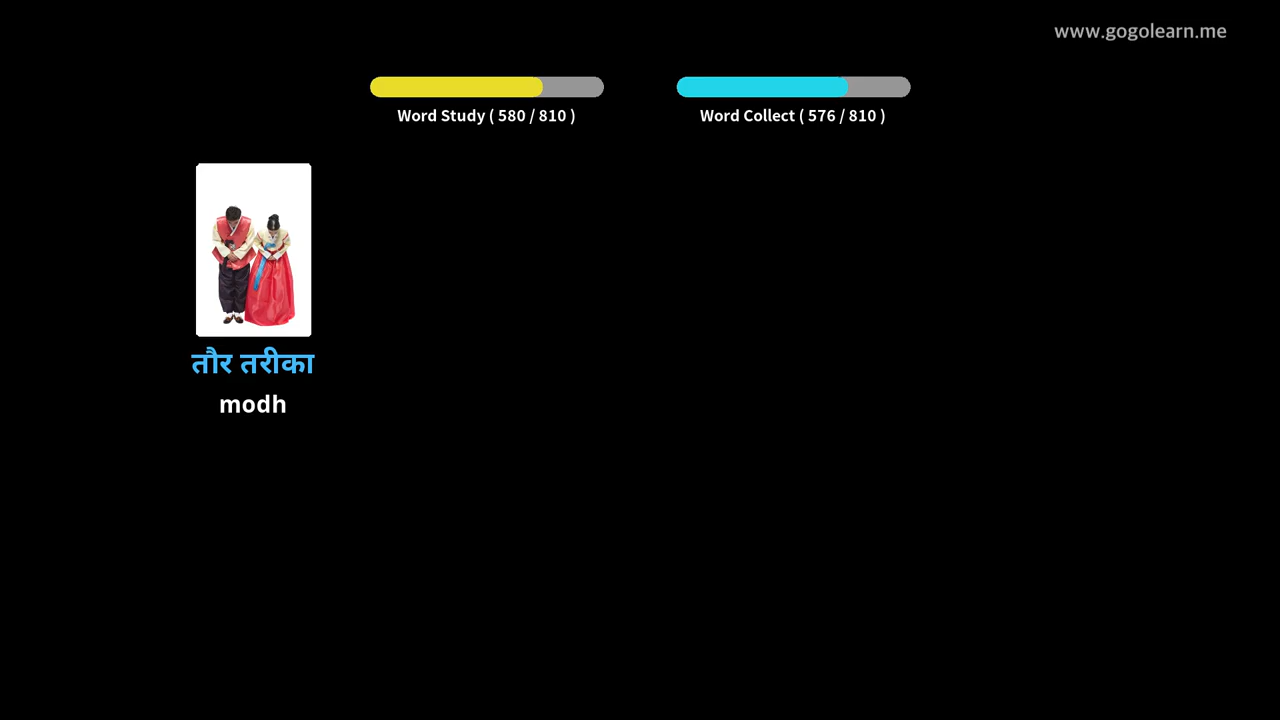 www.gogolearn.me
Word Study ( 580 / 810 )
Word Collect ( 576 / 810 )
तौर तरीका
modh